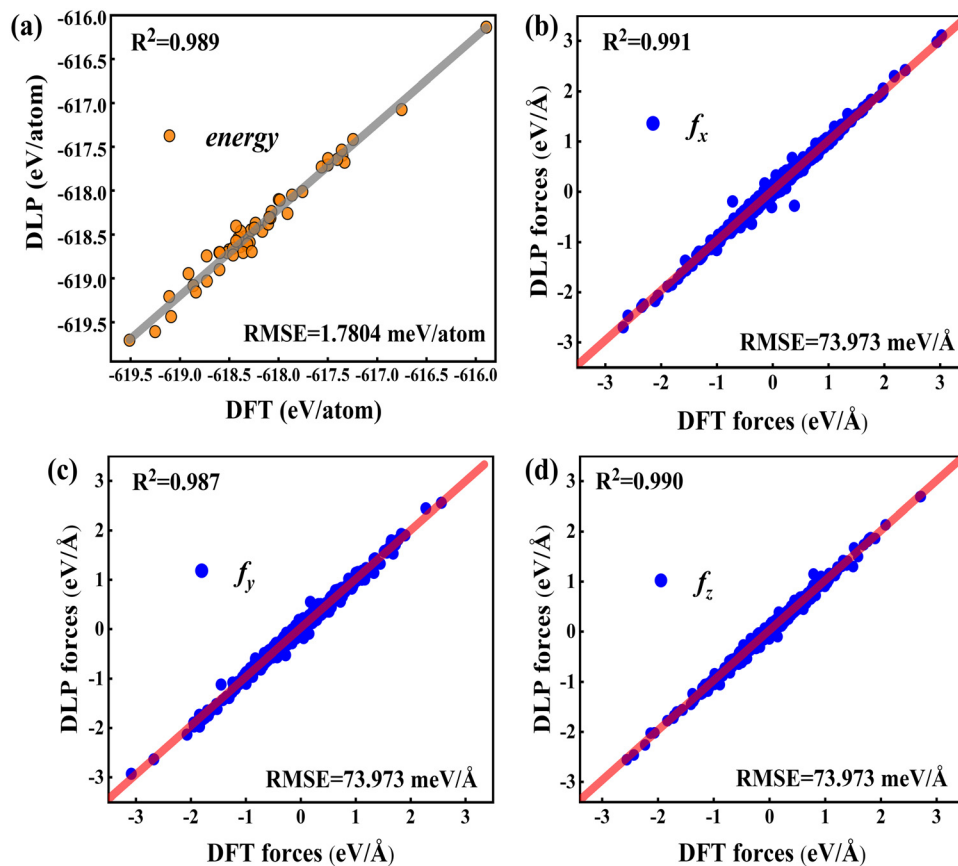 (a)
R²=0.989
energy
RMSE=1.7804 meV/atom
DLP (eV/atom)
-616.0
-616.5
-617.0
-617.5
-618.0
-618.5
-619.0
-619.5
-619.5 -619.0 -618.5 -618.0 -617.5 -617.0 -616.5 -616.0
DFT (eV/atom)
(b)
R²=0.991
fx
RMSE=73.973 meV/Å
DLP forces (eV/Å)
3
2
1
0
-1
-2
-3
-3 -2 -1 0 1 2 3
DFT forces (eV/Å)
(c)
R²=0.987
fy
RMSE=73.973 meV/Å
DLP forces (eV/Å)
3
2
1
0
-1
-2
-3
-3 -2 -1 0 1 2 3
DFT forces (eV/Å)
(d)
R²=0.990
fz
RMSE=73.973 meV/Å
DLP forces (eV/Å)
3
2
1
0
-1
-2
-3
-3 -2 -1 0 1 2 3
DFT forces (eV/Å)